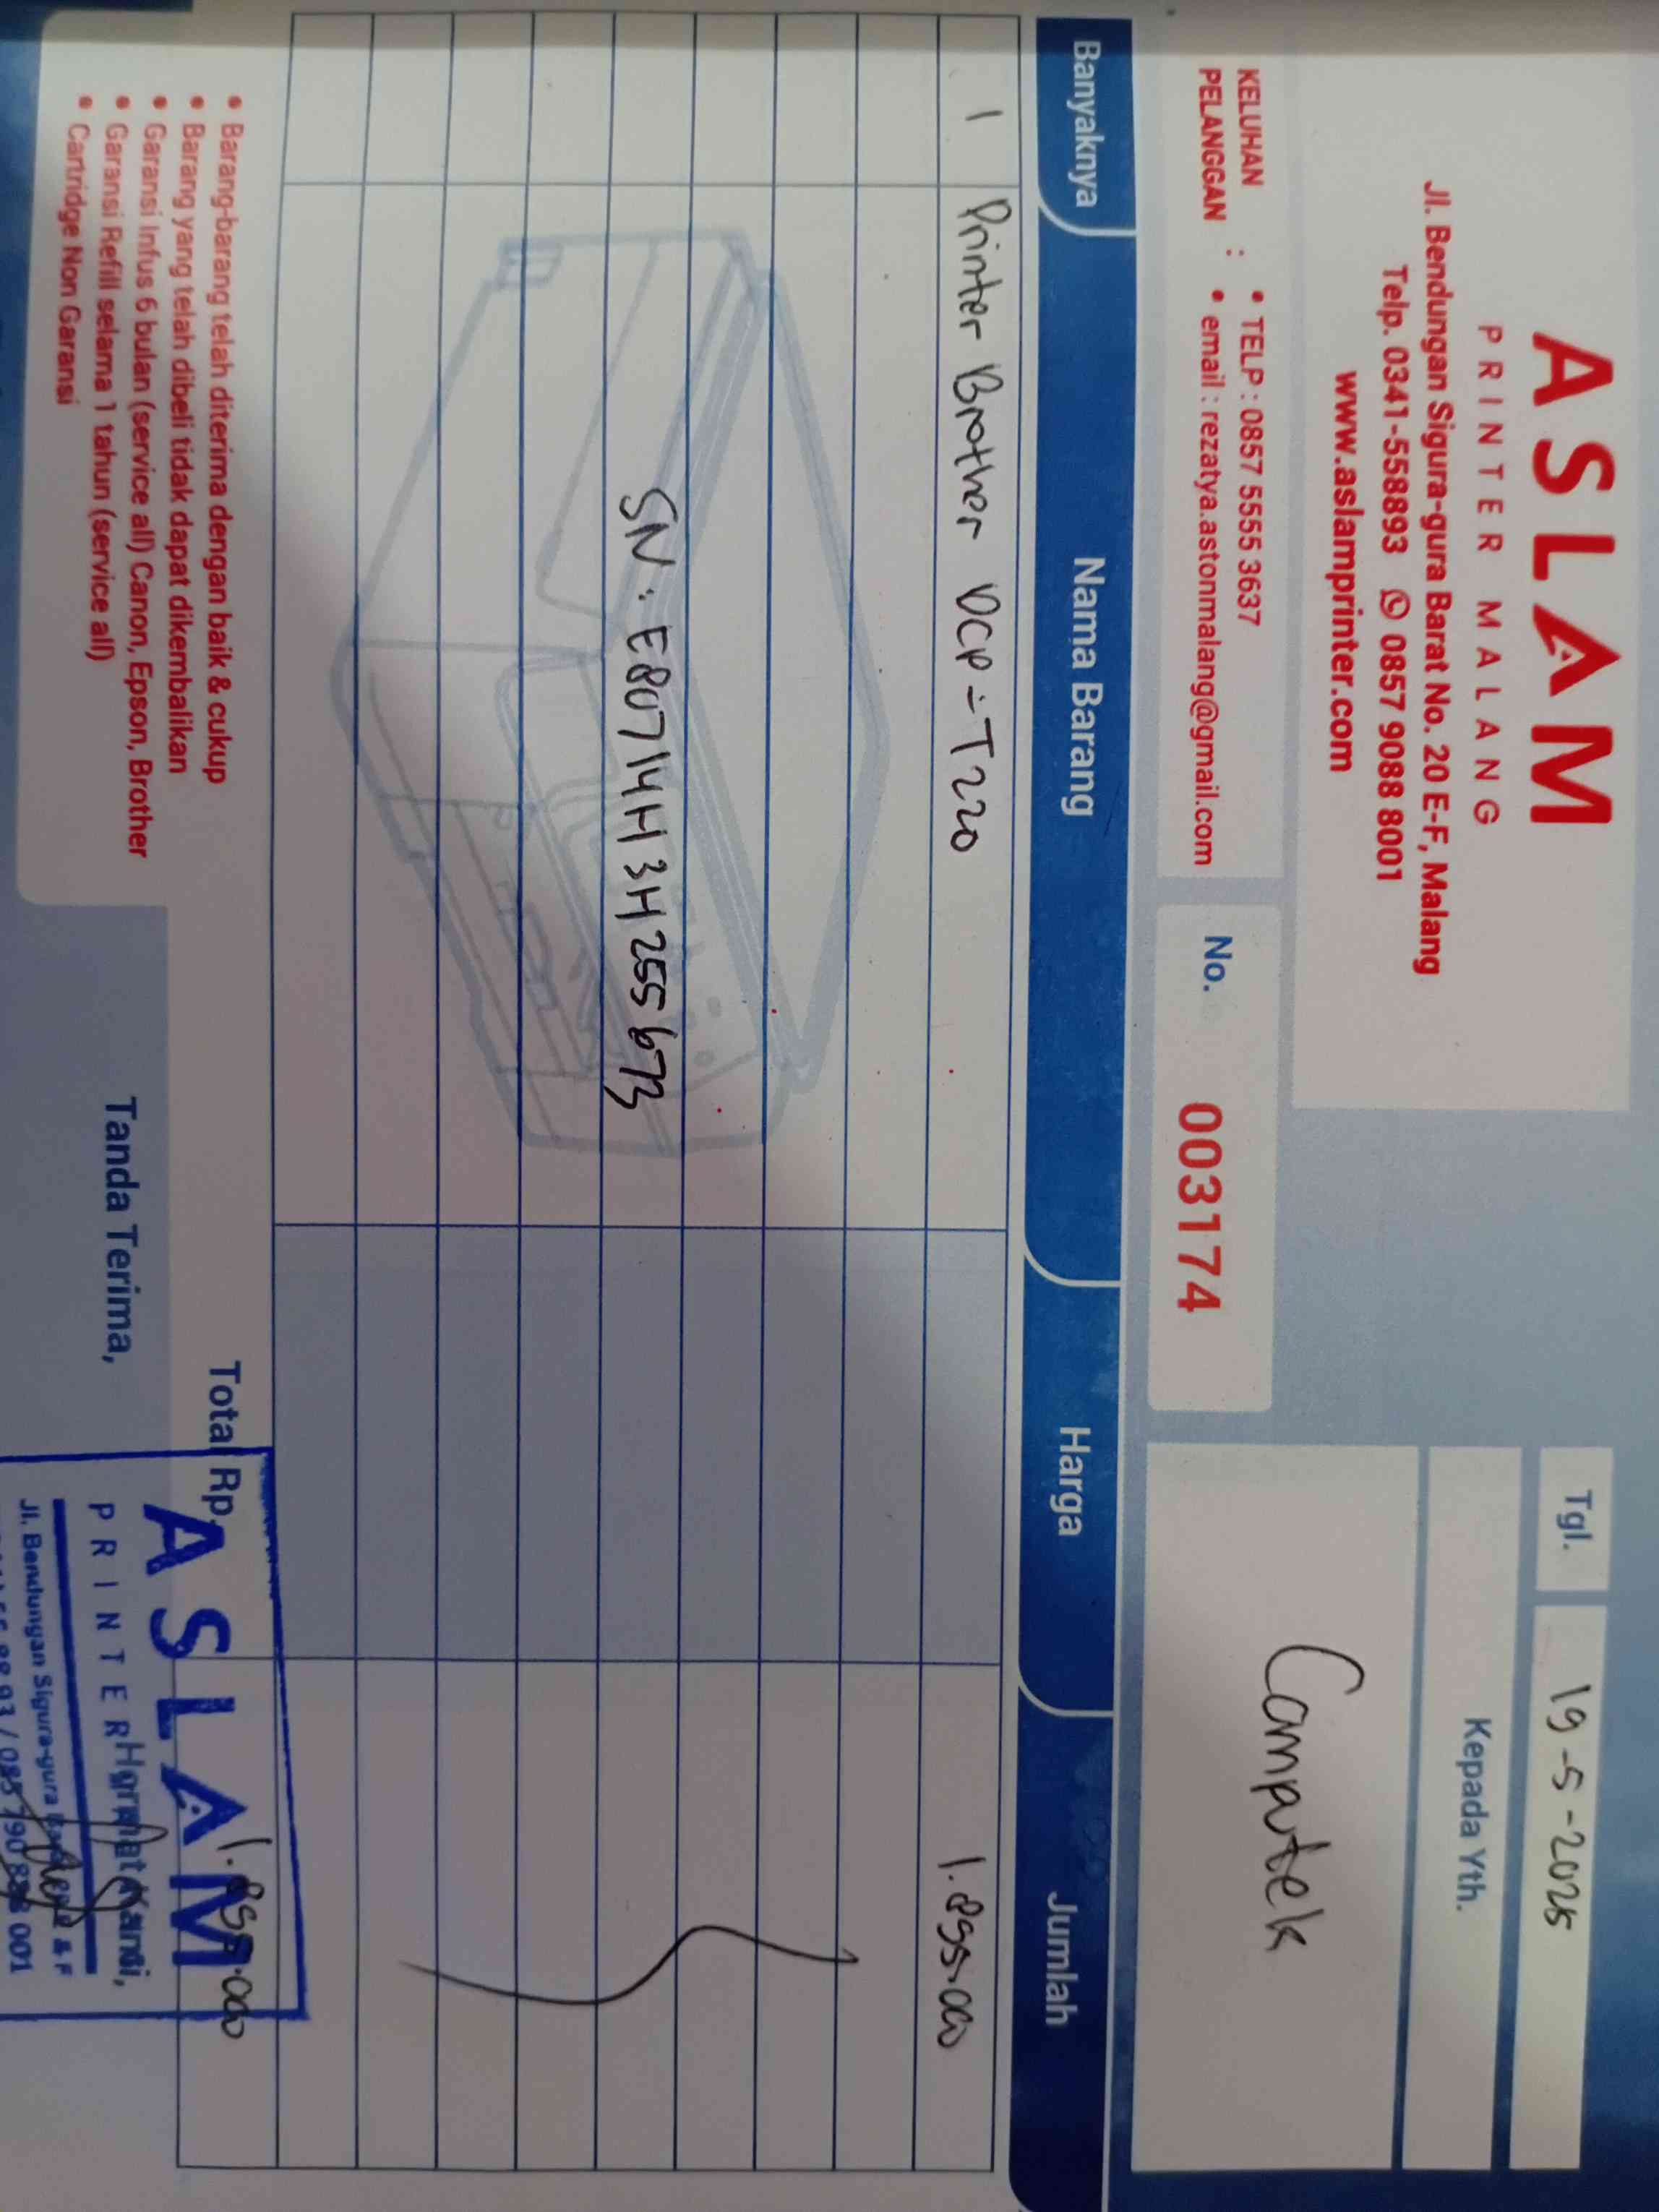 ASLAM
PRINTER MALANG
Jl. Bendungan Sigura-gura Barat No. 20 E-F, Malang
Telp. 0341-558893 0857 9088 8001
www.aslamprinter.com
Tgl. 19-5-2025
Kepada Yth.
Computek
KELUHAN PELANGGAN :
• TELP : 0857 5555 3637
• email : rezatya.astonmalang@gmail.com
No. 003174
Banyaknya Nama Barang Harga Jumlah
1 Printer Brother DCP-T220 1.895.000
SN : E80714H3H255673
Total Rp. 1.895.000
• Barang-barang telah diterima dengan baik & cukup
• Barang yang telah dibeli tidak dapat dikembalikan
• Garansi Infus 6 bulan (service all) Canon, Epson, Brother
• Garansi Refill selama 1 tahun (service all)
• Cartridge Non Garansi
Tanda Terima,
Hormat Kami,
ASLAM
PRINTER
Jl. Bendungan Sigura-gura